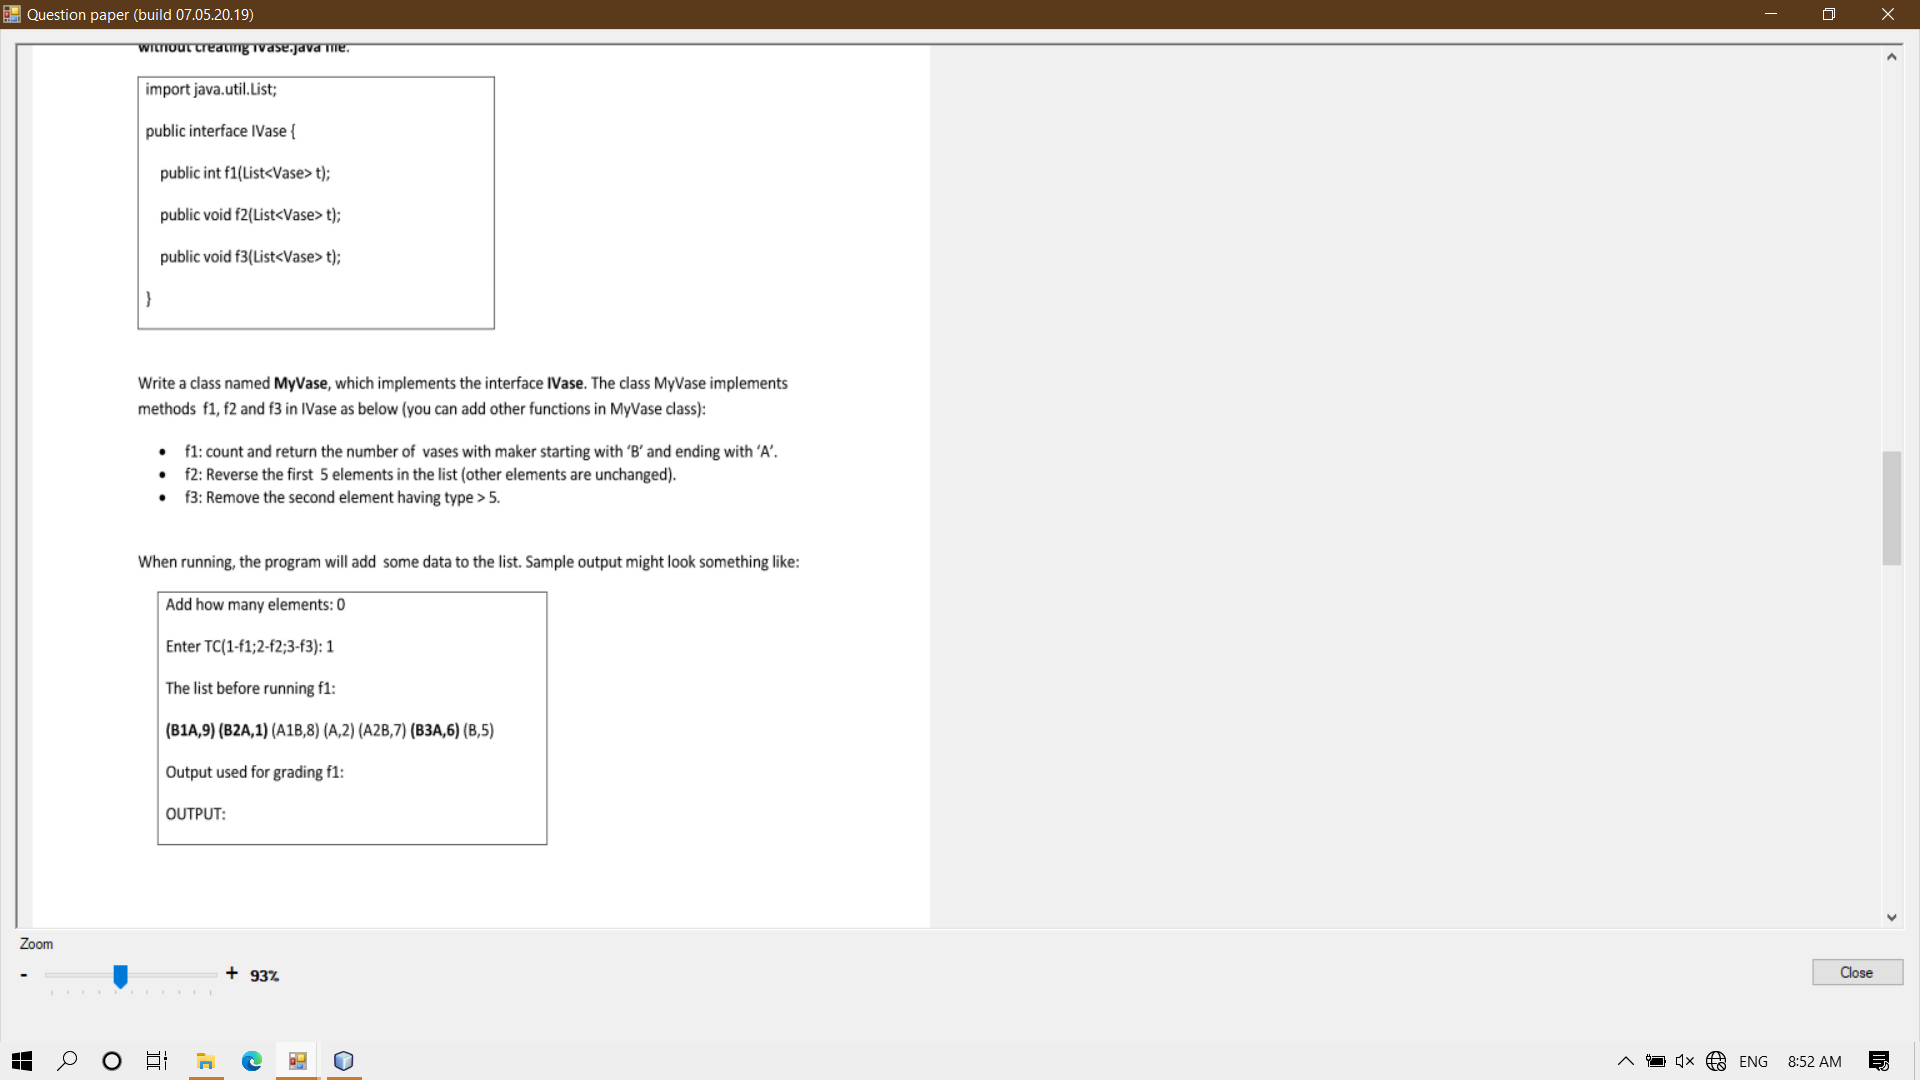 Question paper (build 07.05.20.19)
without creating IVase.java file.
import java.util.List;
public interface IVase {
public int f1(List<Vase> t);
public void f2(List<Vase> t);
public void f3(List<Vase> t);
}
Write a class named MyVase, which implements the interface IVase. The class MyVase implements
methods f1, f2 and f3 in IVase as below (you can add other functions in MyVase class):
• f1: count and return the number of vases with maker starting with ‘B’ and ending with ‘A’.
• f2: Reverse the first 5 elements in the list (other elements are unchanged).
• f3: Remove the second element having type > 5.
When running, the program will add some data to the list. Sample output might look something like:
Add how many elements: 0
Enter TC(1-f1;2-f2;3-f3): 1
The list before running f1:
(B1A,9) (B2A,1) (A1B,8) (A,2) (A2B,7) (B3A,6) (B,5)
Output used for grading f1:
OUTPUT:
Zoom
- + 93%
Close
ENG 8:52 AM